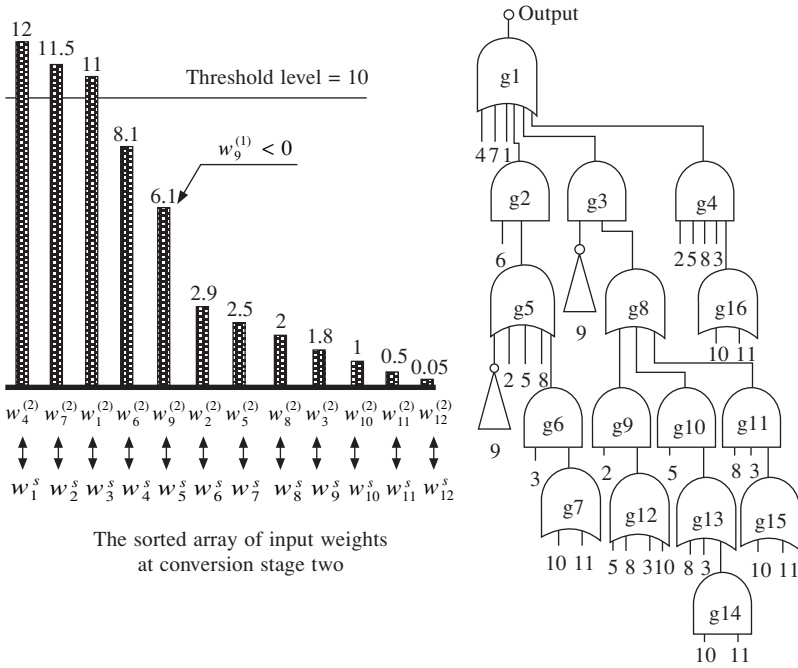 12
11.5
11
Threshold level = 10
8.1
w_9^(1) < 0
6.1
2.9
2.5
2
1.8
1
0.5
0.05
w_4^(2) w_7^(2) w_1^(2) w_6^(2) w_9^(2) w_2^(2) w_5^(2) w_8^(2) w_3^(2) w_10^(2) w_11^(2) w_12^(2)
w_1^s w_2^s w_3^s w_4^s w_5^s w_6^s w_7^s w_8^s w_9^s w_10^s w_11^s w_12^s
The sorted array of input weights
at conversion stage two
Output
g1
4 7 1
g2 g3 g4
6
2 5 8 3
g5 g8 g16
9
10 11
2 5 8
g6 g9 g10 g11
9
3
2
5
8 3
g7 g12 g13 g15
10 11
5 8 3 10
8 3
10 11
g14
10 11